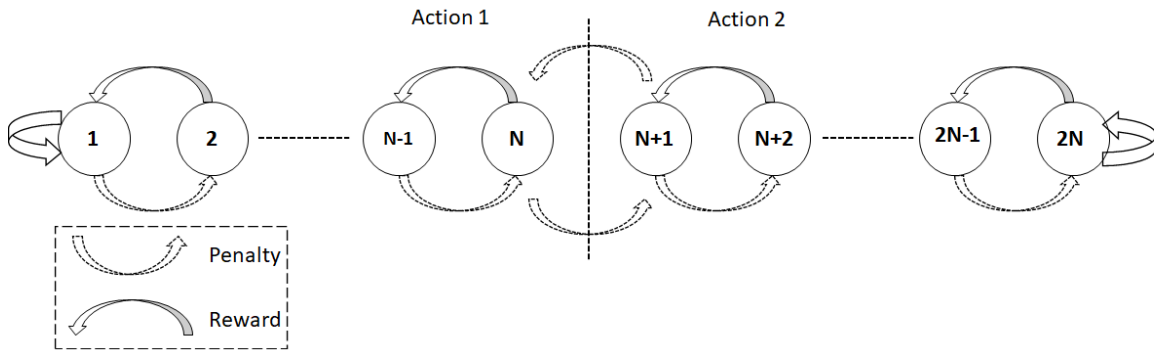 Action 1 Action 2
1 2 N-1 N N+1 N+2 2N-1 2N
Penalty
Reward